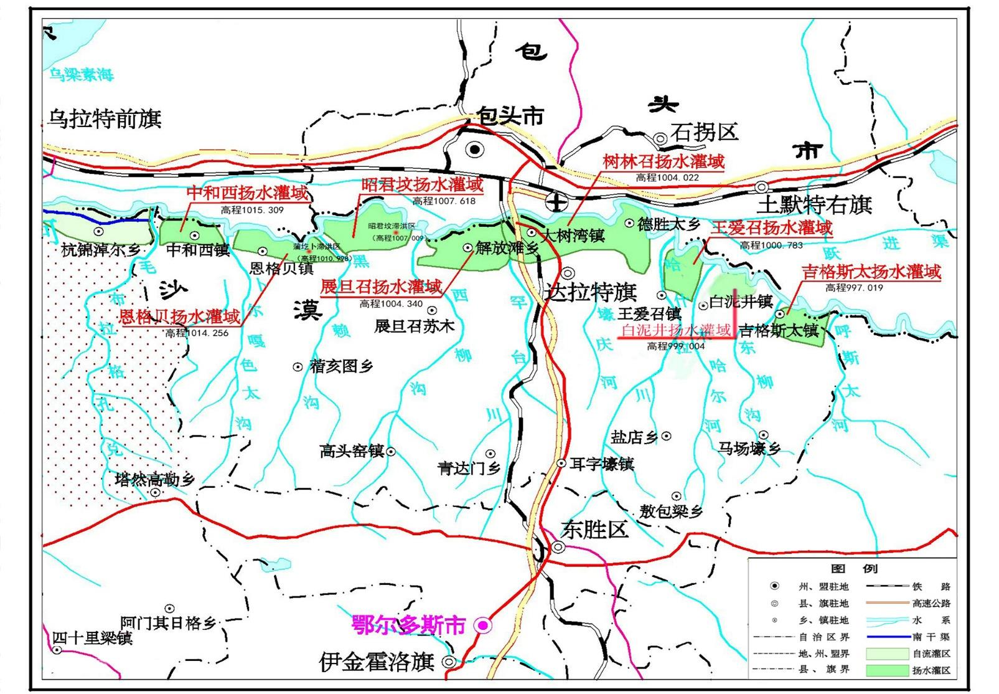 包
头
市
乌梁素海
乌拉特前旗
包头市
石拐区
树林召扬水灌域
高程1004.022
昭君坟扬水灌域
高程1007.618
中和西扬水灌域
高程1015.309
土默特右旗
昭君坟滞洪区
（高程1007.009）
德胜太乡
王爱召扬水灌域
高程1000.783
跃进渠
河
杭锦淖尔乡
中和西镇
蒲圪卜滞洪区
（高程1010.998）
恩格贝镇
解放滩乡
大树湾镇
吉格斯太扬水灌域
高程997.019
沙
漠
展旦召扬水灌域
高程1004.340
达拉特旗
白泥井镇
恩格贝扬水灌域
高程1014.256
展旦召苏木
王爱召镇
白泥井扬水灌域
高程999.004
吉格斯太镇
毛布拉格孔兑
卜尔嘎色太沟
黑赖沟
西柳沟
罕台川
壕庆河
哈什拉川
木哈尔河
东柳沟
呼斯太河
蓿亥图乡
高头窑镇
青达门乡
盐店乡
马场壕乡
耳字壕镇
塔然高勒乡
敖包梁乡
东胜区
阿门其日格乡
四十里梁镇
鄂尔多斯市
伊金霍洛旗
图 例
州、盟驻地
铁 路
县、旗驻地
高速公路
乡、镇驻地
水 系
自治区界
南干渠
地、州、盟界
自流灌区
县、旗界
扬水灌区